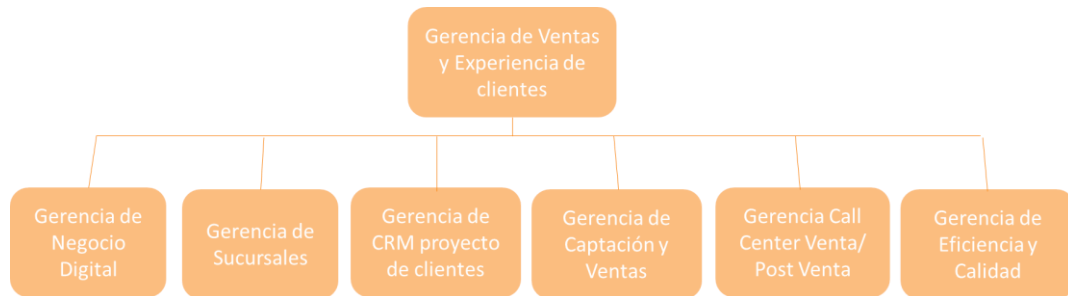 Gerencia de Ventas
y Experiencia de
clientes
Gerencia de
Negocio
Digital
Gerencia de
Sucursales
Gerencia de
CRM proyecto
de clientes
Gerencia de
Captación y
Ventas
Gerencia Call
Center Venta/
Post Venta
Gerencia de
Eficiencia y
Calidad